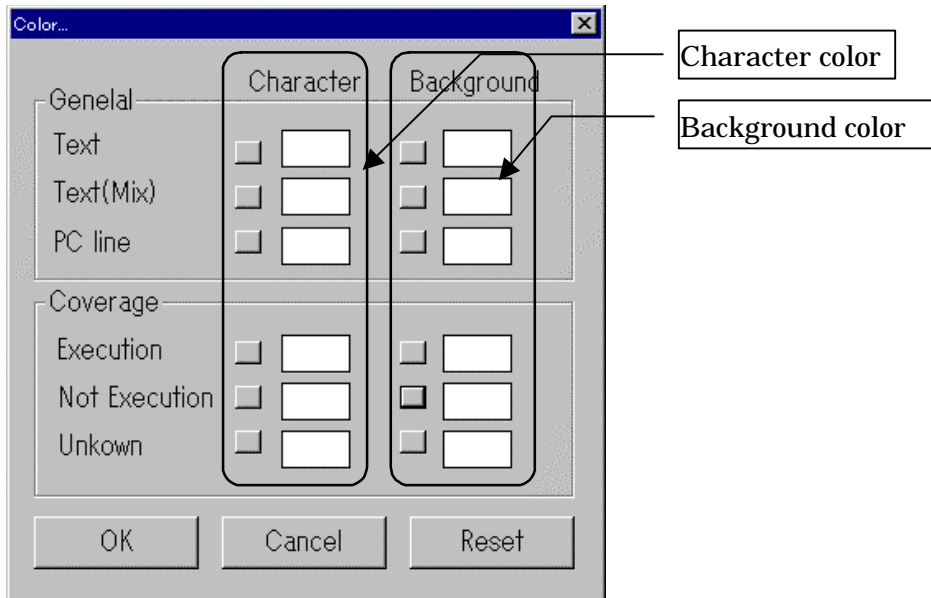 Color...
Character color
Character Background
Genelal
Background color
Text
Text(Mix)
PC line
Coverage
Execution
Not Execution
Unkown
OK Cancel Reset